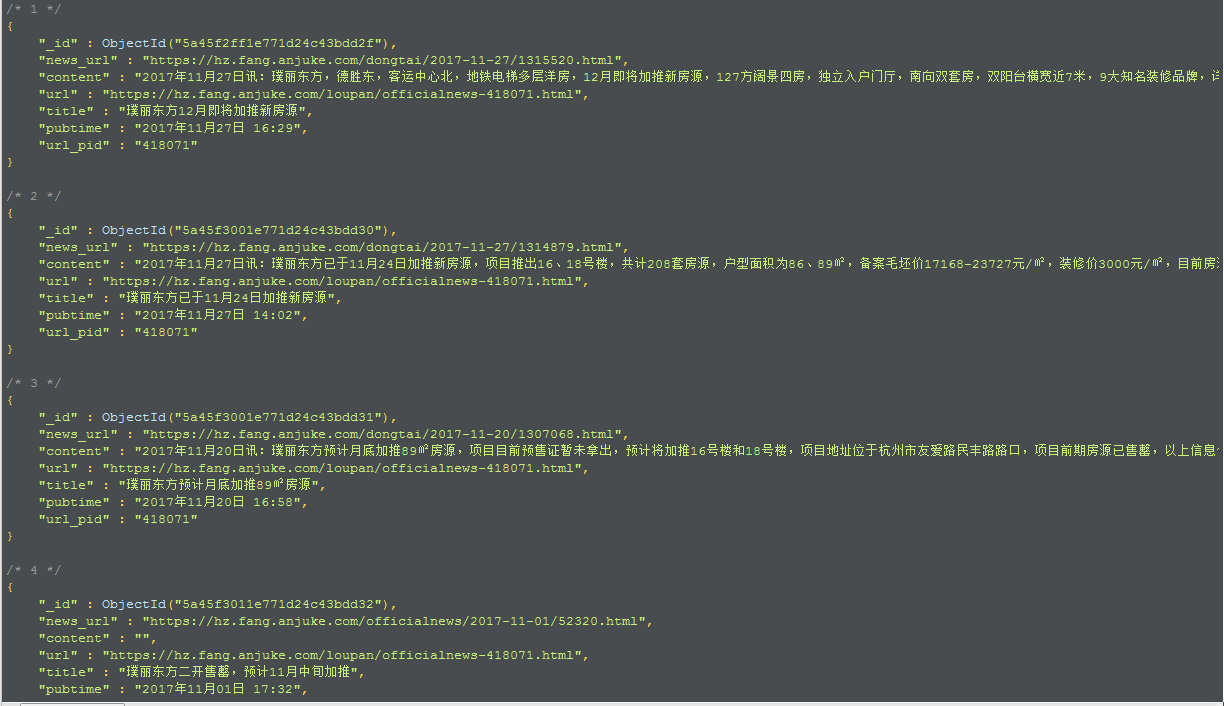 /* 1 */
{
"_id" : ObjectId("5a45f2ff1e771d24c43bdd2f"),
"news_url" : "https://hz.fang.anjuke.com/dongtai/2017-11-27/1315520.html",
"content" : "2017年11月27日讯：璞丽东方，德胜东，客运中心北，地铁电梯多层洋房，12月即将加推新房源，127方阔景四房，独立入户门厅，南向双套房，双阳台横宽近7米，9大知名装修品牌，
"url" : "https://hz.fang.anjuke.com/loupan/officialnews-418071.html",
"title" : "璞丽东方12月即将加推新房源",
"pubtime" : "2017年11月27日 16:29",
"url_pid" : "418071"
}
/* 2 */
{
"_id" : ObjectId("5a45f3001e771d24c43bdd30"),
"news_url" : "https://hz.fang.anjuke.com/dongtai/2017-11-27/1314879.html",
"content" : "2017年11月27日讯：璞丽东方已于11月24日加推新房源，项目推出16、18号楼，共计208套房源，户型面积为86、89㎡，备案毛坯价17168-23727元/㎡，装修价3000元/㎡，目前房
"url" : "https://hz.fang.anjuke.com/loupan/officialnews-418071.html",
"title" : "璞丽东方已于11月24日加推新房源",
"pubtime" : "2017年11月27日 14:02",
"url_pid" : "418071"
}
/* 3 */
{
"_id" : ObjectId("5a45f3001e771d24c43bdd31"),
"news_url" : "https://hz.fang.anjuke.com/dongtai/2017-11-20/1307068.html",
"content" : "2017年11月20日讯：璞丽东方预计月底加推89㎡房源，项目目前预售证暂未拿出，预计将加推16号楼和18号楼，项目地址位于杭州市友爱路民丰路路口，项目前期房源已售罄，以上信息
"url" : "https://hz.fang.anjuke.com/loupan/officialnews-418071.html",
"title" : "璞丽东方预计月底加推89㎡房源",
"pubtime" : "2017年11月20日 16:58",
"url_pid" : "418071"
}
/* 4 */
{
"_id" : ObjectId("5a45f3011e771d24c43bdd32"),
"news_url" : "https://hz.fang.anjuke.com/officialnews/2017-11-01/52320.html",
"content" : "",
"url" : "https://hz.fang.anjuke.com/loupan/officialnews-418071.html",
"title" : "璞丽东方二开售罄，预计11月中旬加推",
"pubtime" : "2017年11月01日 17:32",